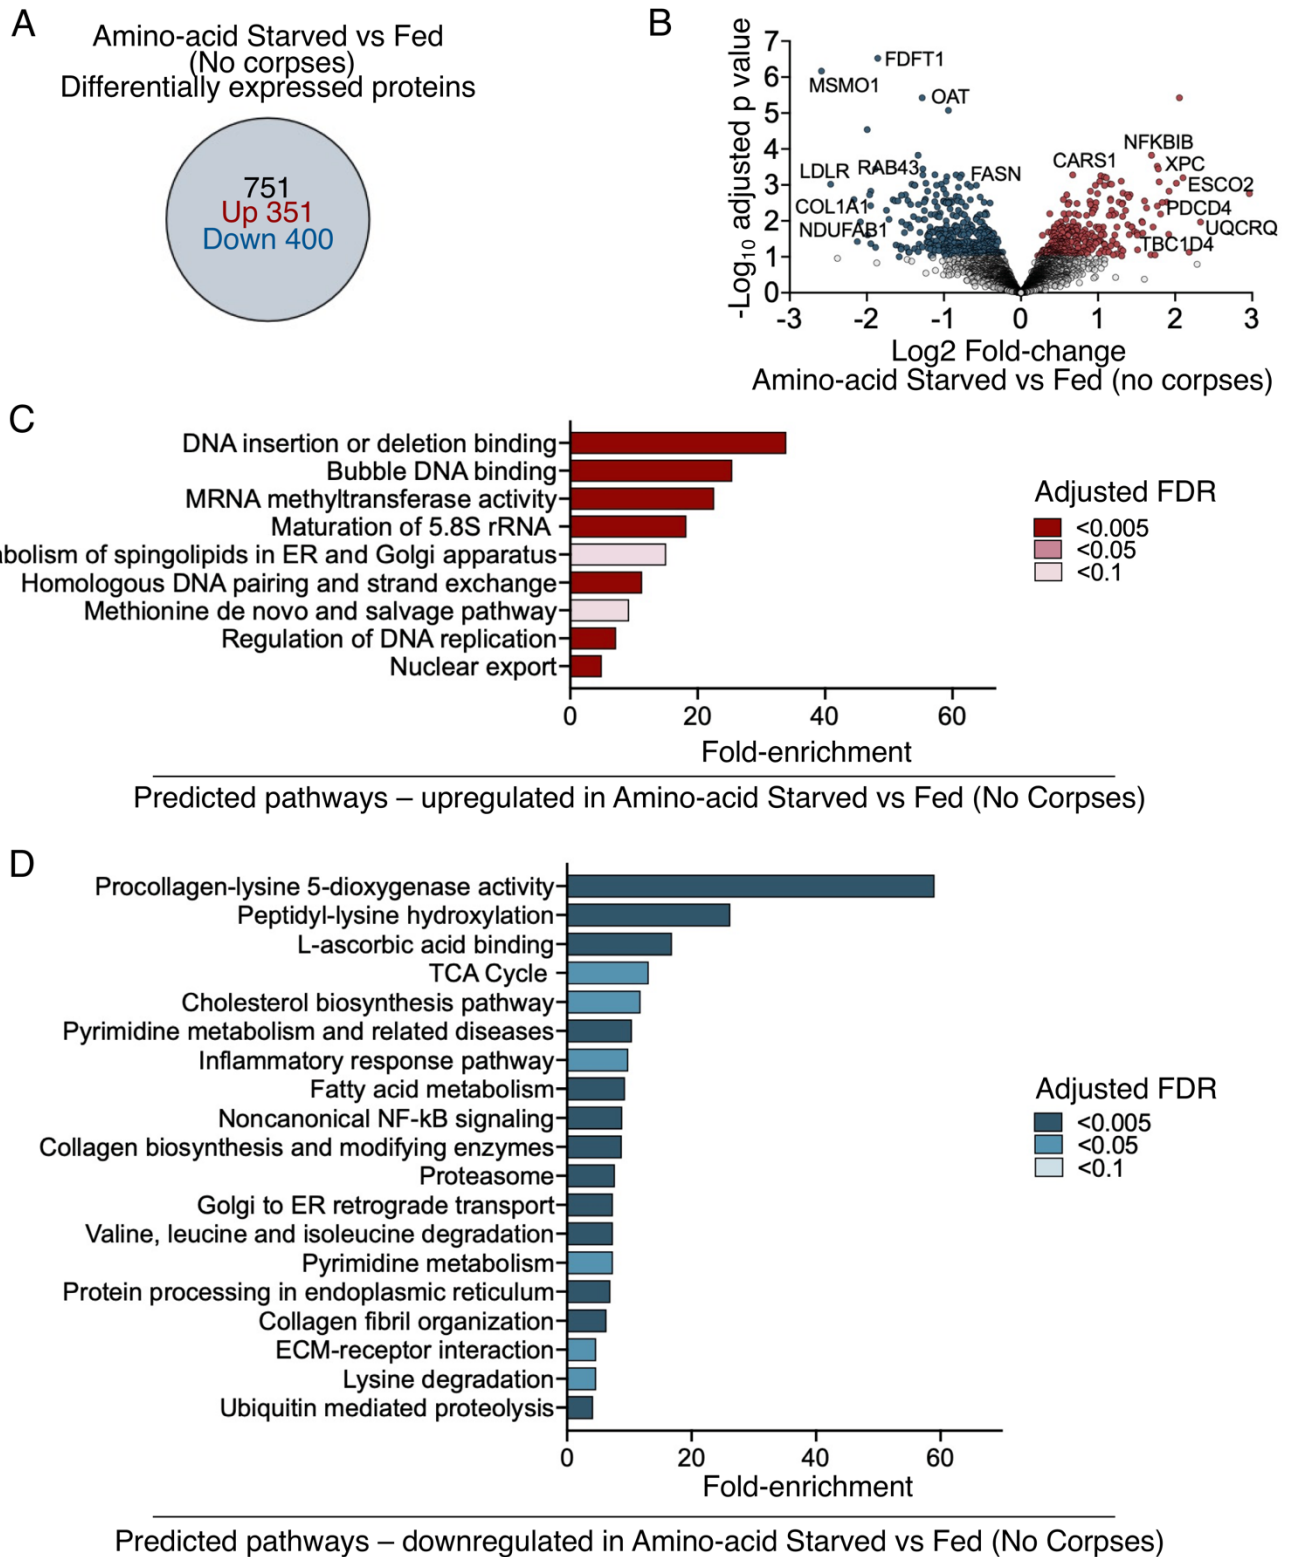 A
Amino-acid Starved vs Fed
(No corpses)
Differentially expressed proteins
751
Up 351
Down 400
B
-Log10 adjusted p value
7
6
5
4
3
2
1
0
FDFT1
MSMO1
OAT
NFKBIB
CARS1
XPC
LDLR
RAB43
FASN
ESCO2
COL1A1
PDCD4
NDUFAB1
UQCRQ
TBC1D4
-3 -2 -1 0 1 2 3
Log2 Fold-change
Amino-acid Starved vs Fed (no corpses)
C
DNA insertion or deletion binding
Bubble DNA binding
MRNA methyltransferase activity
Maturation of 5.8S rRNA
abolism of spingolipids in ER and Golgi apparatus
Homologous DNA pairing and strand exchange
Methionine de novo and salvage pathway
Regulation of DNA replication
Nuclear export
0 20 40 60
Fold-enrichment
Adjusted FDR
<0.005
<0.05
<0.1
Predicted pathways – upregulated in Amino-acid Starved vs Fed (No Corpses)
D
Procollagen-lysine 5-dioxygenase activity
Peptidyl-lysine hydroxylation
L-ascorbic acid binding
TCA Cycle
Cholesterol biosynthesis pathway
Pyrimidine metabolism and related diseases
Inflammatory response pathway
Fatty acid metabolism
Noncanonical NF-kB signaling
Collagen biosynthesis and modifying enzymes
Proteasome
Golgi to ER retrograde transport
Valine, leucine and isoleucine degradation
Pyrimidine metabolism
Protein processing in endoplasmic reticulum
Collagen fibril organization
ECM-receptor interaction
Lysine degradation
Ubiquitin mediated proteolysis
0 20 40 60
Fold-enrichment
Adjusted FDR
<0.005
<0.05
<0.1
Predicted pathways – downregulated in Amino-acid Starved vs Fed (No Corpses)